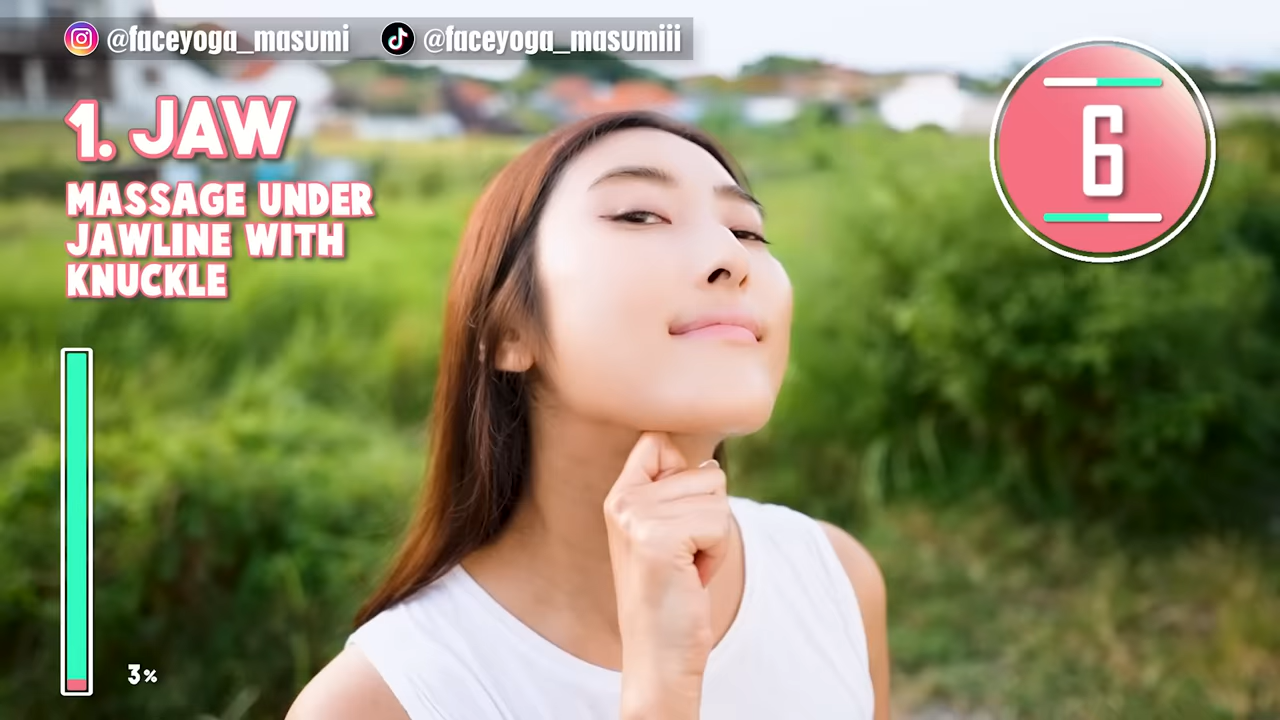 @faceyoga_masumi @faceyoga_masumiii
1. JAW
MASSAGE UNDER
JAWLINE WITH
KNUCKLE
6
3%